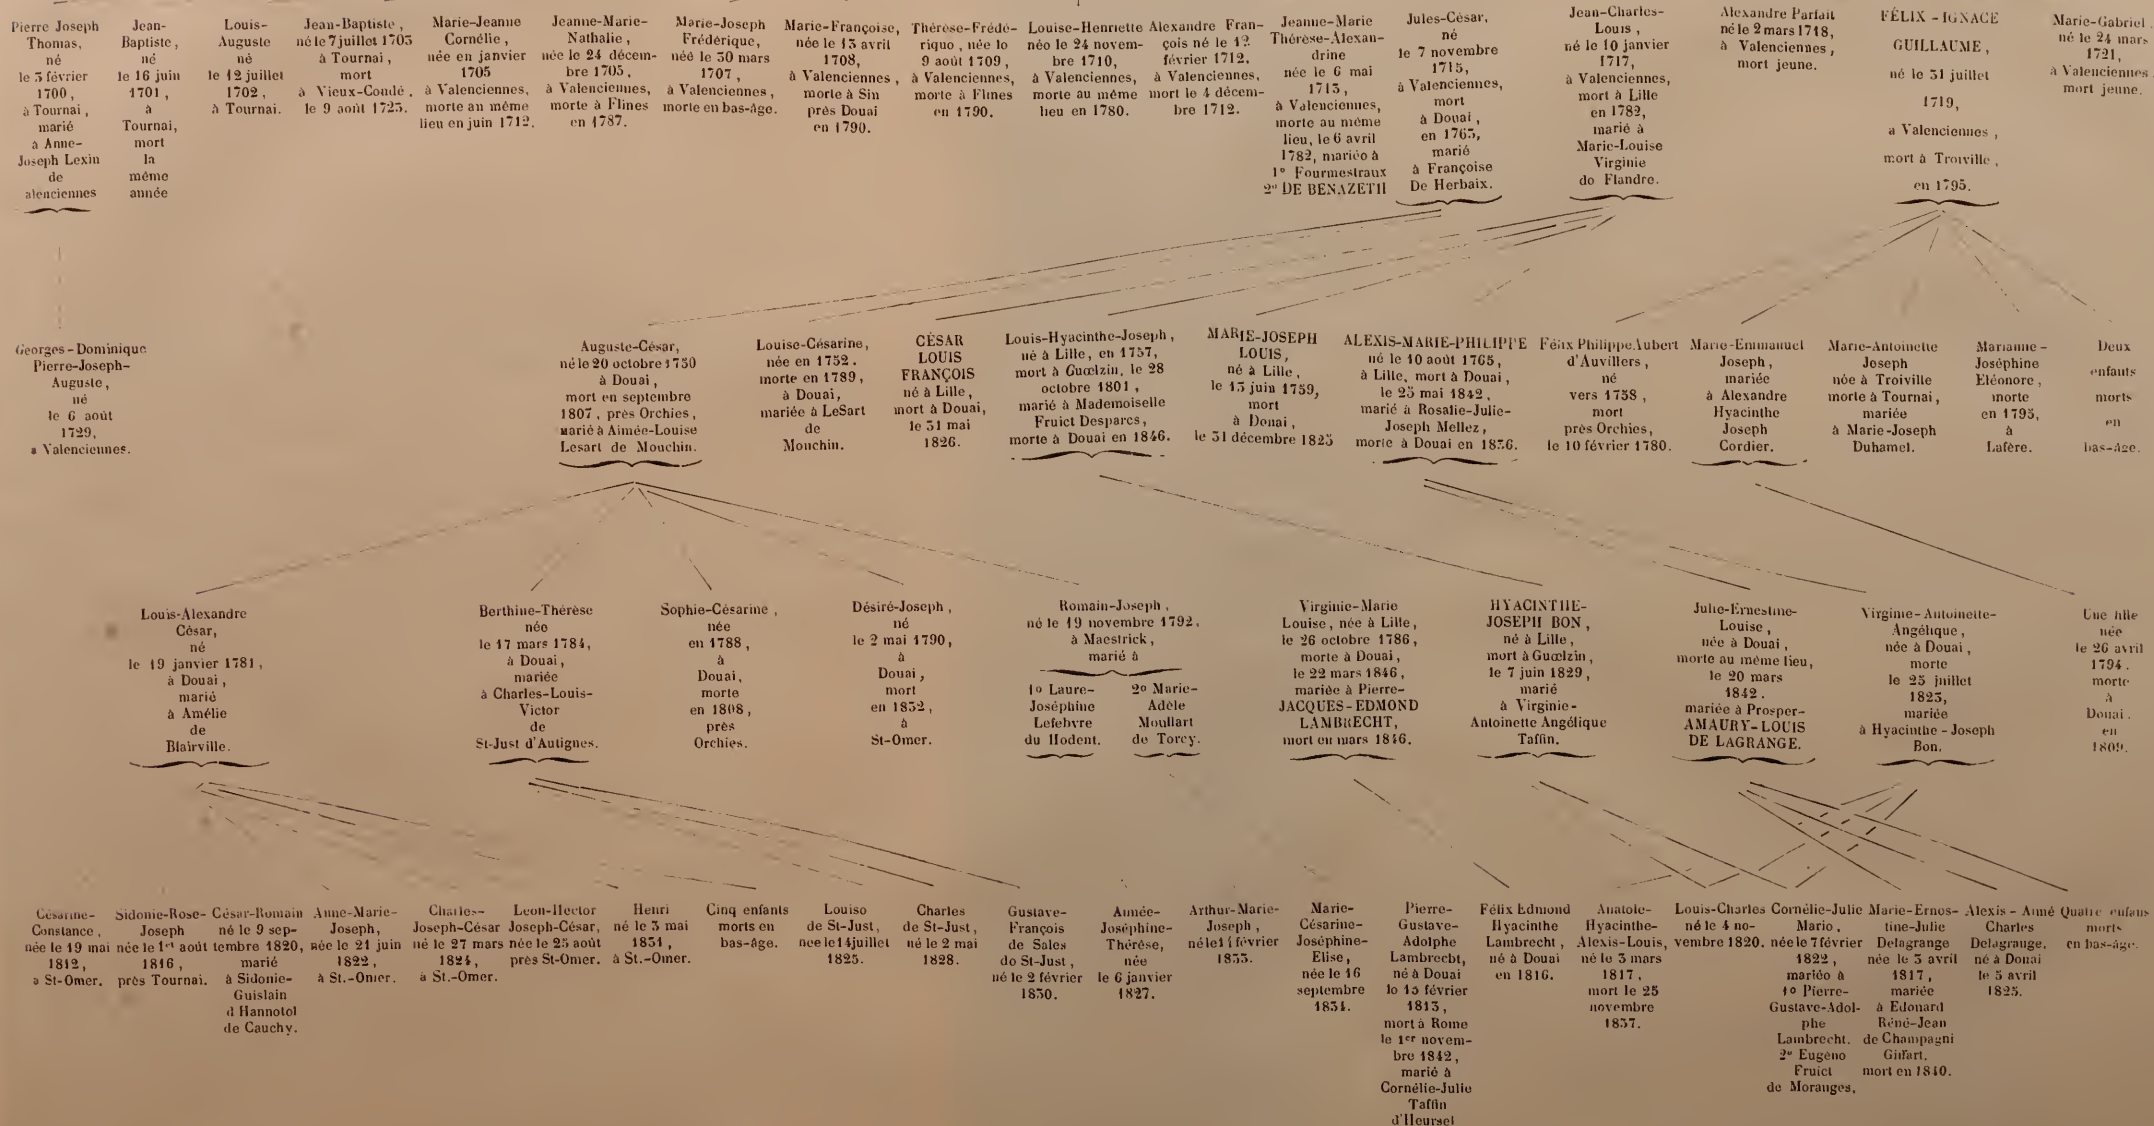 Pierre Joseph
Thomas,
né
le 3 février
1700,
à Tournai,
marié
à Anne-
Joseph Lexin
de
alenciennes
Jean-
Baptiste,
né
le 16 juin
1701,
à
Tournai,
mort
la
même
année
Louis-
Auguste
né
le 12 juillet
1702,
à Tournai.
Jean-Baptiste,
né le 7 juillet 1703
à Tournai,
mort
à Vieux-Condé,
le 9 août 1723.
Marie-Jeanne
Cornélie,
née en janvier
1705
à Valenciennes,
morte au même
lieu en juin 1712.
Jeanne-Marie-
Nathalie,
née le 24 décem-
bre 1705,
à Valenciennes,
morte à Flines
en 1787.
Marie-Joseph
Frédérique,
néé le 30 mars
1707,
à Valenciennes,
morte en bas-âge.
Marie-Françoise,
née le 13 avril
1708,
à Valenciennes,
morte à Sin
près Douai
en 1790.
Thérèse-Frédé-
rique, née le
9 août 1709,
à Valenciennes,
morte à Flines
en 1790.
Louise-Henriette
née le 24 novem-
bre 1710,
à Valenciennes,
morte au même
lieu en 1780.
Alexandre Fran-
çois né le 12
février 1712,
à Valenciennes,
mort le 4 décem-
bre 1712.
Jeanne-Marie
Thérèse-Alexan-
drine
née le 6 mai
1713,
à Valenciennes,
morte au même
lieu, le 6 avril
1782, mariée à
1° Fourmestraux
2° DE BENAZETH
Jules-César,
né
le 7 novembre
1715,
à Valenciennes,
mort
à Douai,
en 1763,
marié
à Françoise
De Herbaix.
Jean-Charles-
Louis,
né le 10 janvier
1717,
à Valenciennes,
mort à Lille
en 1782,
marié à
Marie-Louise
Virginie
de Flandre.
Alexandre Parfait
né le 2 mars 1718,
à Valenciennes,
mort jeune.
FÉLIX-IGNACE
GUILLAUME,
né le 31 juillet
1719,
a Valenciennes,
mort à Troiville,
en 1795.
Marie-Gabriel,
né le 24 mars
1721,
à Valenciennes
mort jeune.
Georges-Dominique
Pierre-Joseph-
Auguste,
né
le 6 août
1729,
a Valenciennes.
Auguste-César,
né le 20 octobre 1750
à Douai,
mort en septembre
1807, près Orchies,
marié à Aimée-Louise
Lesart de Mouchin.
Louise-Césarine,
née en 1752.
morte en 1789,
à Douai,
mariée à LeSart
de
Mouchin.
CÉSAR
LOUIS
FRANÇOIS
né à Lille,
mort à Douai,
le 31 mai
1826.
Louis-Hyacinthe-Joseph,
né à Lille, en 1757,
mort à Guœlzin, le 28
octobre 1801,
marié à Mademoiselle
Fruict Desparcs,
morte à Douai en 1846.
MARIE-JOSEPH
LOUIS,
né à Lille,
le 13 juin 1759,
mort
à Douai,
le 31 décembre 1825
ALEXIS-MARIE-PHILIPPE
né le 10 août 1765,
à Lille, mort à Douai,
le 25 mai 1842,
marié à Rosalie-Julie-
Joseph Mellez,
morte à Douai en 1836.
Félix Philippe Aubert
d'Auvillers,
né
vers 1758,
mort
près Orchies,
le 10 février 1780.
Marie-Emmanuel
Joseph,
mariée
à Alexandre
Hyacinthe
Joseph
Cordier.
Marie-Antoinette
Joseph
née à Troiville
morte à Tournai,
mariée
à Marie-Joseph
Duhamel.
Marianne-
Joséphine
Eléonore,
morte
en 1793,
à
Lafère.
Deux
enfants
morts
en
bas-âge.
Louis-Alexandre
César,
né
le 19 janvier 1781,
à Douai,
marié
à Amélie
de
Blairville.
Berthine-Thérèse
née
le 17 mars 1784,
à Douai,
mariée
à Charles-Louis-
Victor
de
St-Just d'Autignes.
Sophie-Césarine,
née
en 1788,
à
Douai,
morte
en 1808,
près
Orchies.
Désiré-Joseph,
né
le 2 mai 1790,
à
Douai,
mort
en 1832,
à
St-Omer.
Romain-Joseph,
né le 19 novembre 1792,
à Maestrick,
marié à
1° Laure-
Joséphine
Lefebvre
du Hodent.
2° Marie-
Adèle
Moullart
de Torcy.
Virginie-Marie
Louise, née à Lille,
le 26 octobre 1786,
morte à Douai,
le 22 mars 1846,
mariée à Pierre-
JACQUES-EDMOND
LAMBRECHT,
mort en mars 1846.
HYACINTHE-
JOSEPH BON,
né à Lille,
mort à Guœlzin,
le 7 juin 1829,
marié
à Virginie-
Antoinette Angélique
Taffin.
Julie-Ernestine-
Louise,
née à Douai,
morte au même lieu,
le 20 mars
1842.
mariée à Prosper-
AMAURY-LOUIS
DE LAGRANGE.
Virginie-Antoinette-
Angélique,
née à Douai,
morte
le 25 juillet
1823,
mariée
à Hyacinthe-Joseph
Bon.
Une fille
née
le 26 avril
1794.
morte
à
Douai.
en
1809.
Césarine-
Constance,
née le 19 mai
1812,
a St-Omer.
Sidonie-Rose-
Joseph
née le 1er août
1816,
près Tournai.
César-Romain
né le 9 sep-
tembre 1820,
marié
à Sidonie-
Guislain
d Hannotol
de Cauchy.
Anne-Marie-
Joseph,
née le 21 juin
1822,
à St.-Omer.
Charles-
Joseph-César
né le 27 mars
1824,
a St.-Omer.
Leon-Hector
Joseph-César,
née le 25 août
près St-Omer.
Henri
né le 3 mai
1831,
à St.-Omer.
Cinq enfants
morts en
bas-âge.
Louise
de St-Just,
née le 14 juillet
1825.
Charles
de St-Just,
né le 2 mai
1828.
Gustave-
François
de Sales
de St-Just,
né le 2 février
1830.
Aimée-
Joséphine-
Thérèse,
née
le 6 janvier
1827.
Arthur-Marie-
Joseph,
né le 11 février
1833.
Marie-
Césarine-
Joséphine-
Elise,
née le 16
septembre
1834.
Pierre-
Gustave-
Adolphe
Lambrecht,
né à Douai
le 15 février
1813,
mort à Rome
le 1er novem-
bre 1842,
marié à
Cornélie-Julie
Taffin
d'Heursel
Félix Edmond
Hyacinthe
Lambrecht,
né à Douai
en 1816.
Anatole-
Hyacinthe-
Alexis-Louis,
né le 3 mars
1817,
mort le 25
novembre
1837.
Louis-Charles
né le 4 no-
vembre 1820.
Cornélie-Julie
Marie,
née le 7 février
1822,
mariée à
1° Pierre-
Gustave-Adol-
phe
Lambrecht.
2° Eugène
Fruict
de Moranges.
Marie-Ernes-
tine-Julie
Delagrange
née le 3 avril
1817,
mariée
à Edonard
Réné-Jean
de Champagni
Giffart.
mort en 1840.
Alexis-Aimé
Charles
Delagrange,
né à Douai
le 5 avril
1825.
Quatre enfans
morts
en bas-âge.